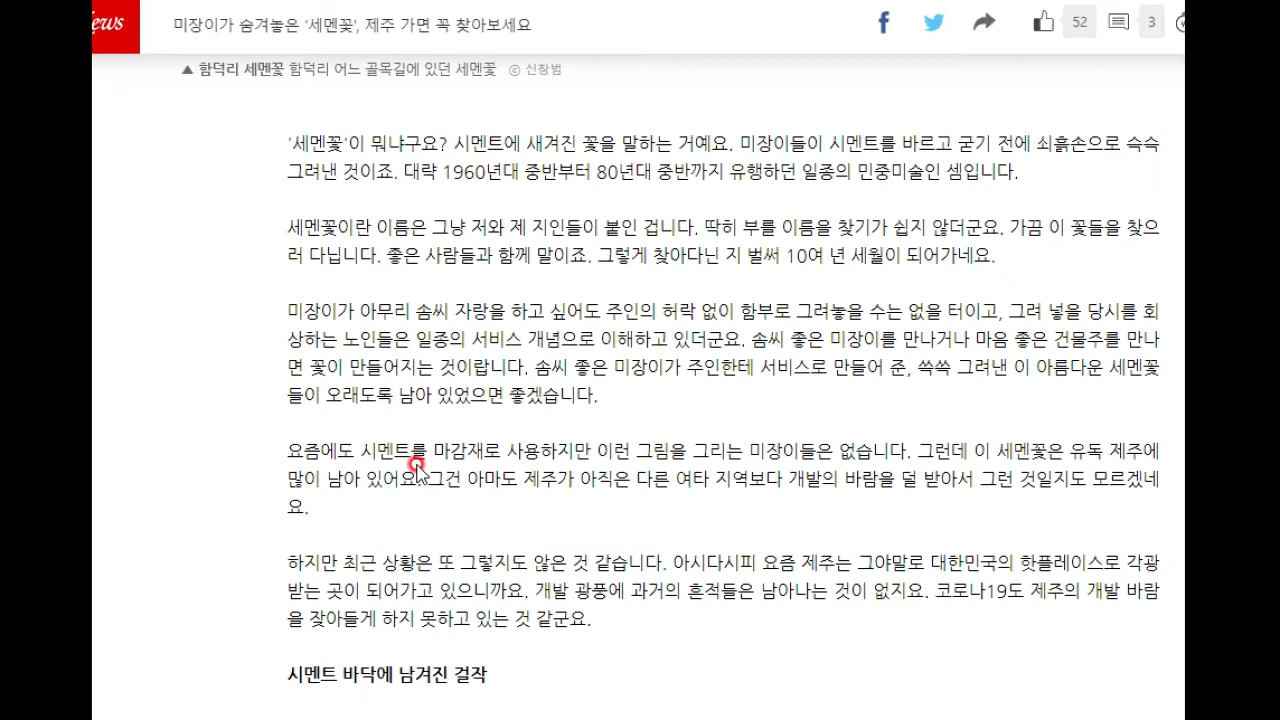 ews
미장이가 숨겨놓은 '세멘꽃', 제주 가면 꼭 찾아보세요
52
3
▲ 함덕리 세멘꽃 함덕리 어느 골목길에 있던 세멘꽃 ⓒ 신창범
'세멘꽃'이 뭐냐구요? 시멘트에 새겨진 꽃을 말하는 거예요. 미장이들이 시멘트를 바르고 굳기 전에 쇠흙손으로 슥슥
그려낸 것이죠. 대략 1960년대 중반부터 80년대 중반까지 유행하던 일종의 민중미술인 셈입니다.
세멘꽃이란 이름은 그냥 저와 제 지인들이 붙인 겁니다. 딱히 부를 이름을 찾기가 쉽지 않더군요. 가끔 이 꽃들을 찾으
러 다닙니다. 좋은 사람들과 함께 말이죠. 그렇게 찾아다닌 지 벌써 10여 년 세월이 되어가네요.
미장이가 아무리 솜씨 자랑을 하고 싶어도 주인의 허락 없이 함부로 그려놓을 수는 없을 터이고, 그려 넣을 당시를 회
상하는 노인들은 일종의 서비스 개념으로 이해하고 있더군요. 솜씨 좋은 미장이를 만나거나 마음 좋은 건물주를 만나
면 꽃이 만들어지는 것이랍니다. 솜씨 좋은 미장이가 주인한테 서비스로 만들어 준, 쓱쓱 그려낸 이 아름다운 세멘꽃
들이 오래도록 남아 있었으면 좋겠습니다.
요즘에도 시멘트를 마감재로 사용하지만 이런 그림을 그리는 미장이들은 없습니다. 그런데 이 세멘꽃은 유독 제주에
많이 남아 있어요. 그건 아마도 제주가 아직은 다른 여타 지역보다 개발의 바람을 덜 받아서 그런 것일지도 모르겠네
요.
하지만 최근 상황은 또 그렇지도 않은 것 같습니다. 아시다시피 요즘 제주는 그야말로 대한민국의 핫플레이스로 각광
받는 곳이 되어가고 있으니까요. 개발 광풍에 과거의 흔적들은 남아나는 것이 없지요. 코로나19도 제주의 개발 바람
을 잦아들게 하지 못하고 있는 것 같군요.
시멘트 바닥에 남겨진 걸작